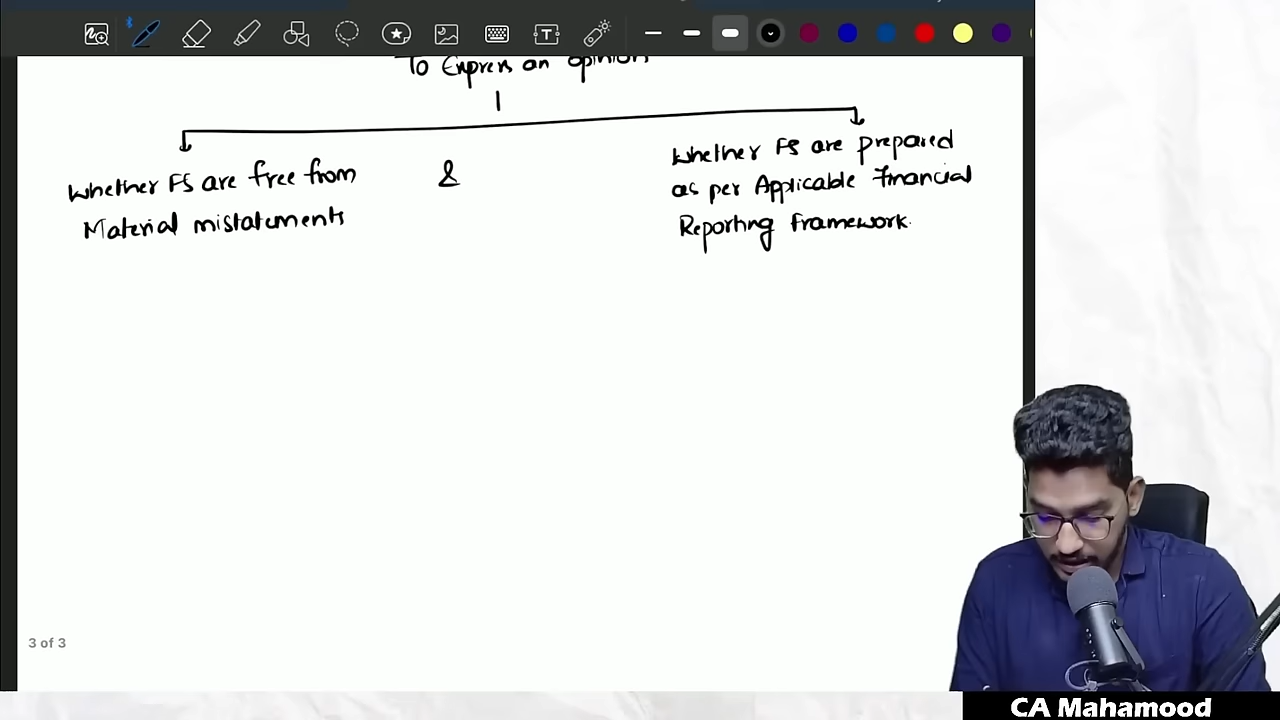 To Express an opinion
Whether FS are free from
Material mistatements
&
Whether FS are prepared
as per Applicable Financial
Reporting framework.
3 of 3
CA Mahamood